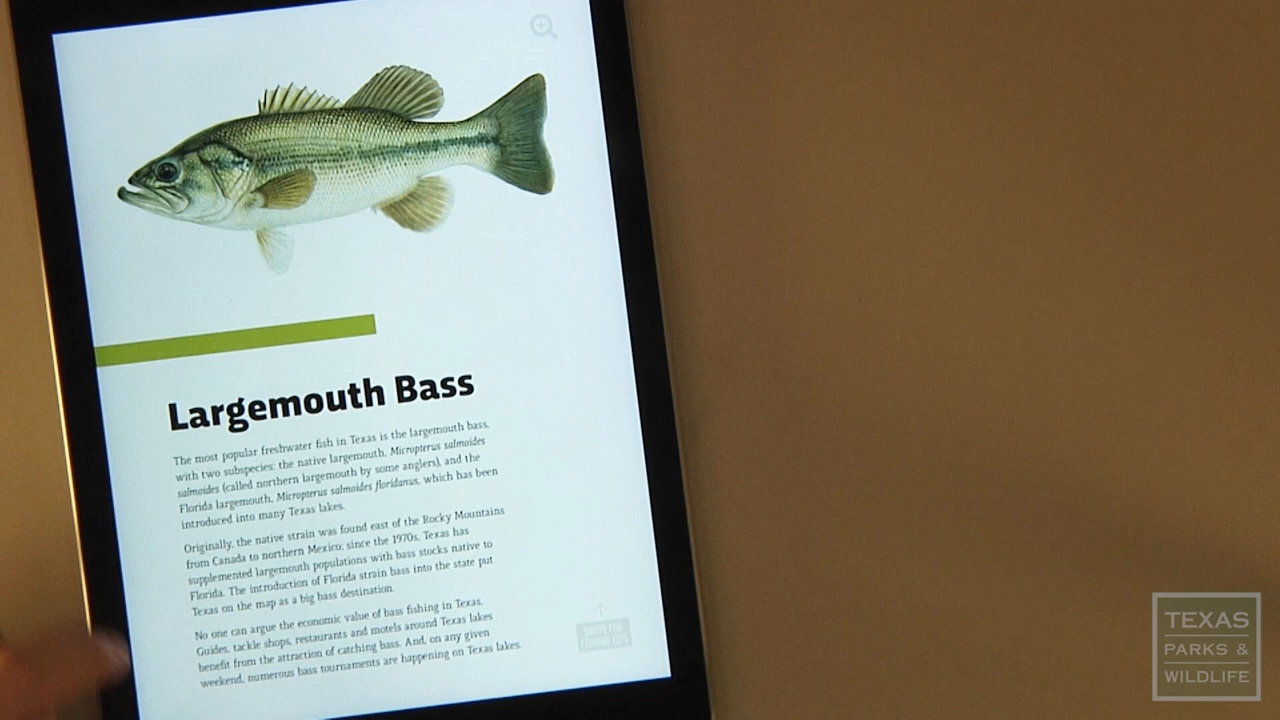 Largemouth Bass
The most popular freshwater fish in Texas is the largemouth bass,
with two subspecies: the native largemouth, Micropterus salmoides
salmoides (called northern largemouth by some anglers), and the
Florida largemouth, Micropterus salmoides floridanus, which has been
introduced into many Texas lakes.
Originally, the native strain was found east of the Rocky Mountains
from Canada to northern Mexico; since the 1970s, Texas has
supplemented largemouth populations with bass stocks native to
Florida. The introduction of Florida strain bass into the state put
Texas on the map as a big bass destination.
No one can argue the economic value of bass fishing in Texas.
Guides, tackle shops, restaurants and motels around Texas lakes
benefit from the attraction of catching bass. And, on any given
weekend, numerous bass tournaments are happening on Texas lakes.
SWIPE FOR
FISHING TIPS
TEXAS
PARKS &
WILDLIFE